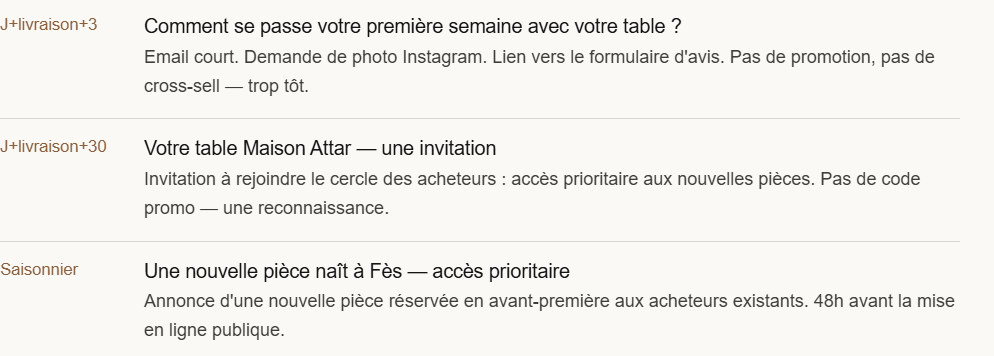 J+livraison+3
Comment se passe votre première semaine avec votre table ?
Email court. Demande de photo Instagram. Lien vers le formulaire d'avis. Pas de promotion, pas de
cross-sell — trop tôt.
J+livraison+30
Votre table Maison Attar — une invitation
Invitation à rejoindre le cercle des acheteurs : accès prioritaire aux nouvelles pièces. Pas de code
promo — une reconnaissance.
Saisonnier
Une nouvelle pièce naît à Fès — accès prioritaire
Annonce d'une nouvelle pièce réservée en avant-première aux acheteurs existants. 48h avant la mise
en ligne publique.